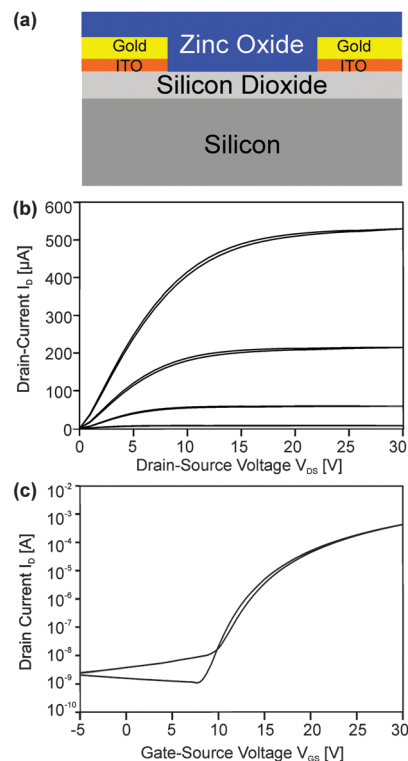 (a)
Zinc Oxide
Gold Gold
ITO ITO
Silicon Dioxide
Silicon
(b)
600
500
400
300
200
100
0
Drain-Current I_D [µA]
0 5 10 15 20 25 30
Drain-Source Voltage V_DS [V]
(c)
10^-2
10^-3
10^-4
10^-5
10^-6
10^-7
10^-8
10^-9
10^-10
Drain Current I_D [A]
-5 0 5 10 15 20 25 30
Gate-Source Voltage V_GS [V]